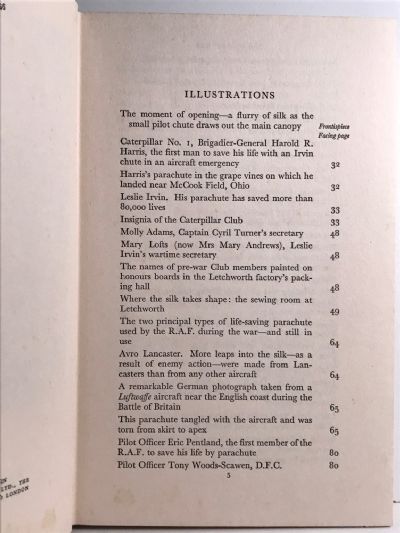 ILLUSTRATIONS
The moment of opening—a flurry of silk as the
small pilot chute draws out the main canopy Frontispiece
Facing page
Caterpillar No. 1, Brigadier-General Harold R.
Harris, the first man to save his life with an Irvin
chute in an aircraft emergency 32
Harris's parachute in the grape vines on which he
landed near McCook Field, Ohio 32
Leslie Irvin. His parachute has saved more than
80,000 lives 33
Insignia of the Caterpillar Club 33
Molly Adams, Captain Cyril Turner's secretary 48
Mary Lofts (now Mrs Mary Andrews), Leslie
Irvin's wartime secretary 48
The names of pre-war Club members painted on
honours boards in the Letchworth factory's pack-
ing hall 48
Where the silk takes shape: the sewing room at
Letchworth 49
The two principal types of life-saving parachute
used by the R.A.F. during the war—and still in
use 64
Avro Lancaster. More leaps into the silk—as a
result of enemy action—were made from Lan-
casters than from any other aircraft 64
A remarkable German photograph taken from a
Luftwaffe aircraft near the English coast during the
Battle of Britain 65
This parachute tangled with the aircraft and was
torn from skirt to apex 65
Pilot Officer Eric Pentland, the first member of the
R.A.F. to save his life by parachute 80
Pilot Officer Tony Woods-Scawen, D.F.C. 80
5
LTD., THE
LONDON